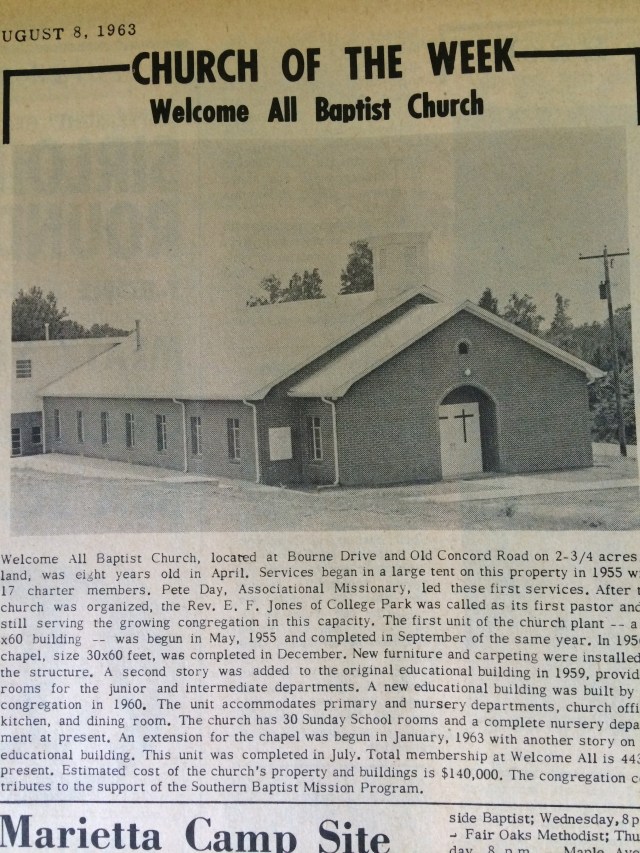 UGUST 8, 1963
CHURCH OF THE WEEK
Welcome All Baptist Church
Welcome All Baptist Church, located at Bourne Drive and Old Concord Road on 2-3/4 acres
land, was eight years old in April. Services began in a large tent on this property in 1955 w
17 charter members. Pete Day, Associational Missionary, led these first services. After t
church was organized, the Rev. E. F. Jones of College Park was called as its first pastor and
still serving the growing congregation in this capacity. The first unit of the church plant -- a
x60 building -- was begun in May, 1955 and completed in September of the same year. In 195
chapel, size 30x60 feet, was completed in December. New furniture and carpeting were installed
the structure. A second story was added to the original educational building in 1959, provid
rooms for the junior and intermediate departments. A new educational building was built by
congregation in 1960. The unit accommodates primary and nursery departments, church offi
kitchen, and dining room. The church has 30 Sunday School rooms and a complete nursery depa
ment at present. An extension for the chapel was begun in January, 1963 with another story on
educational building. This unit was completed in July. Total membership at Welcome All is 443
present. Estimated cost of the church's property and buildings is $140,000. The congregation c
tributes to the support of the Southern Baptist Mission Program.
Marietta Camp Site
side Baptist; Wednesday, 8 p
- Fair Oaks Methodist; Thu
day, 8 p.m. Maple Ave